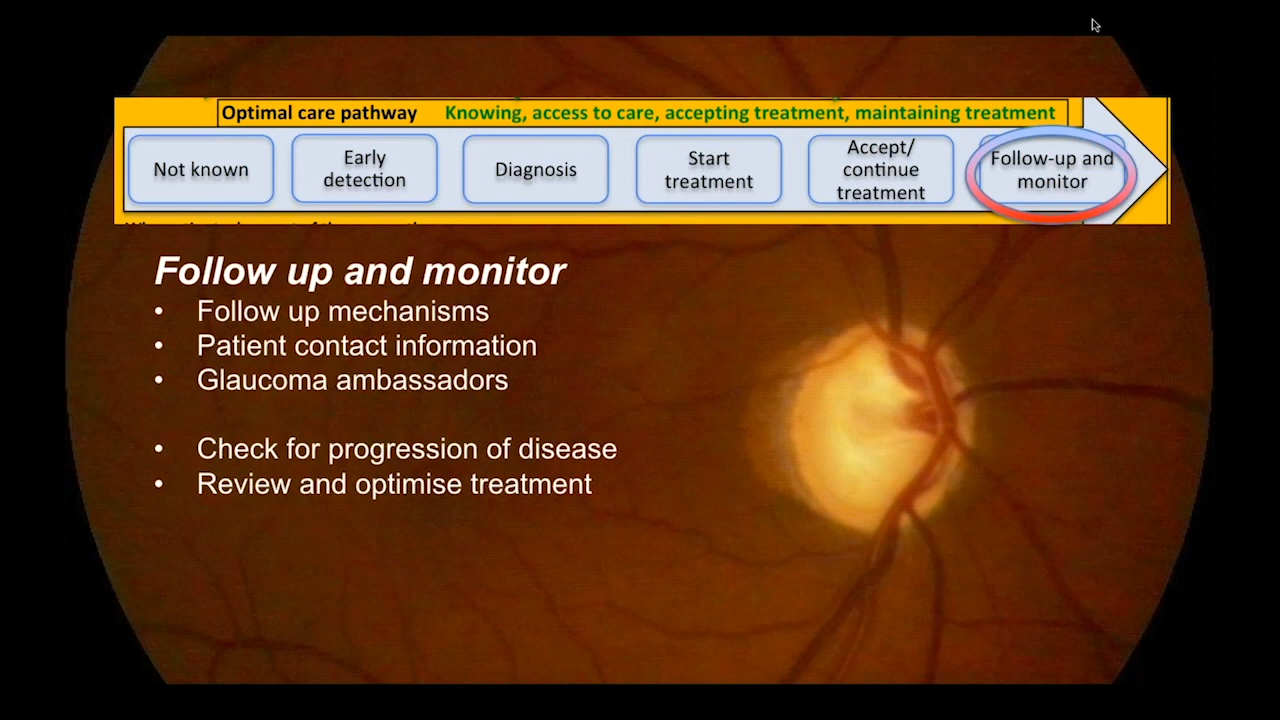 Optimal care pathway Knowing, access to care, accepting treatment, maintaining treatment
Not known
Early
detection
Diagnosis
Start
treatment
Accept/
continue
treatment
Follow-up and
monitor
Follow up and monitor
• Follow up mechanisms
• Patient contact information
• Glaucoma ambassadors
• Check for progression of disease
• Review and optimise treatment